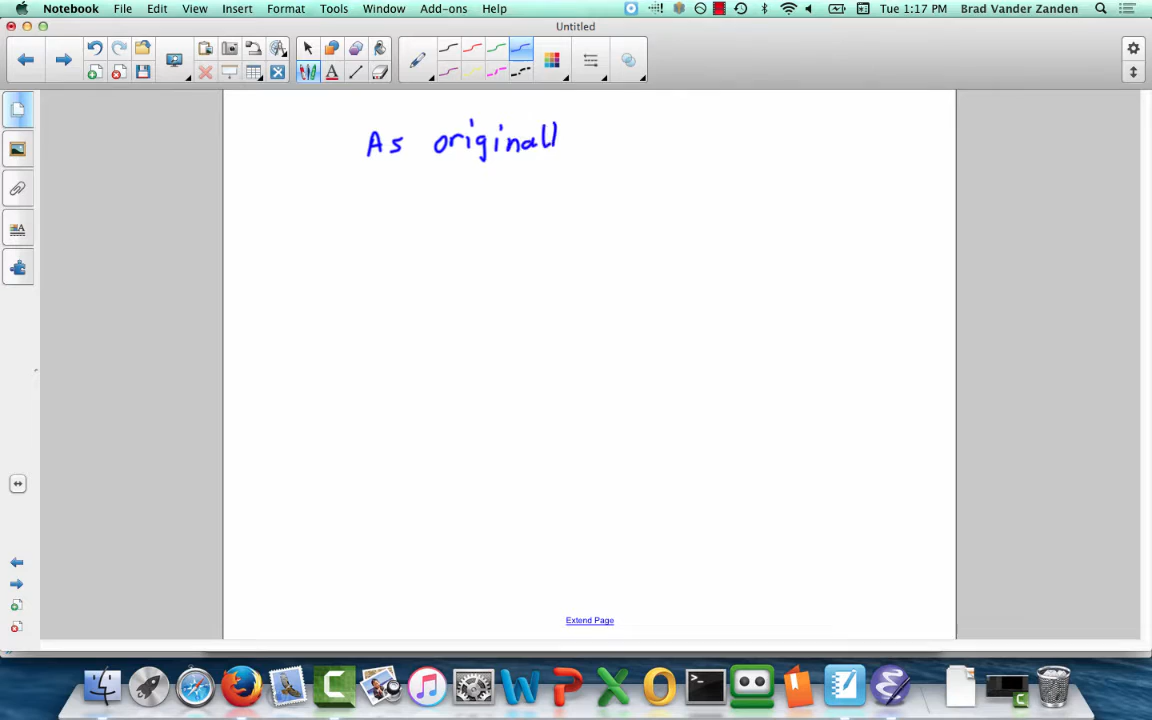 Notebook File Edit View Insert Format Tools Window Add-ons Help Tue 1:17 PM Brad Vander Zanden
Untitled
As originall
Extend Page